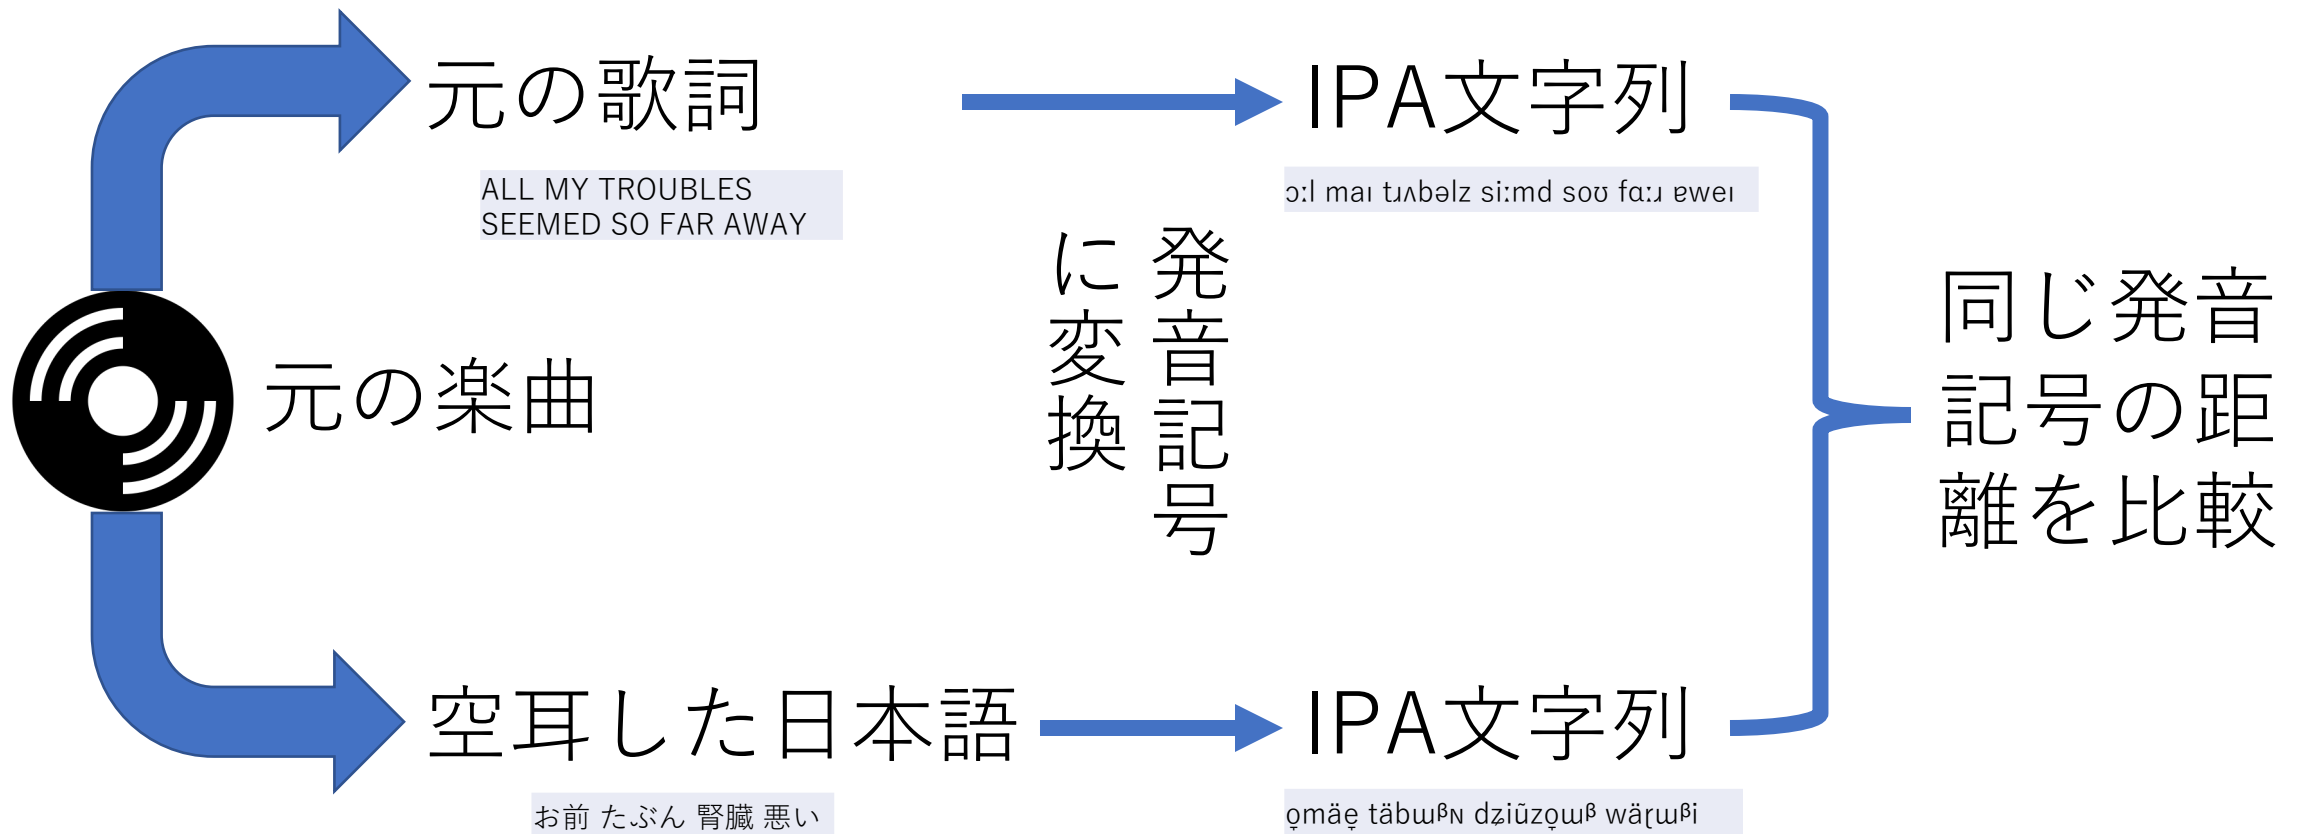 元の歌詞
ALL MY TROUBLES
SEEMED SO FAR AWAY
IPA文字列
ɔːl maɪ tɹʌbəlz siːmd soʊ fɑːɹ ɐweɪ
元の楽曲
発音記号
に変換
同じ発音
記号の距
離を比較
空耳した日本語
お前 たぶん 腎臓 悪い
IPA文字列
o̞mäe̞ täbɯᵝɴ dʑiũzo̞ɯᵝ wäɽɯᵝi